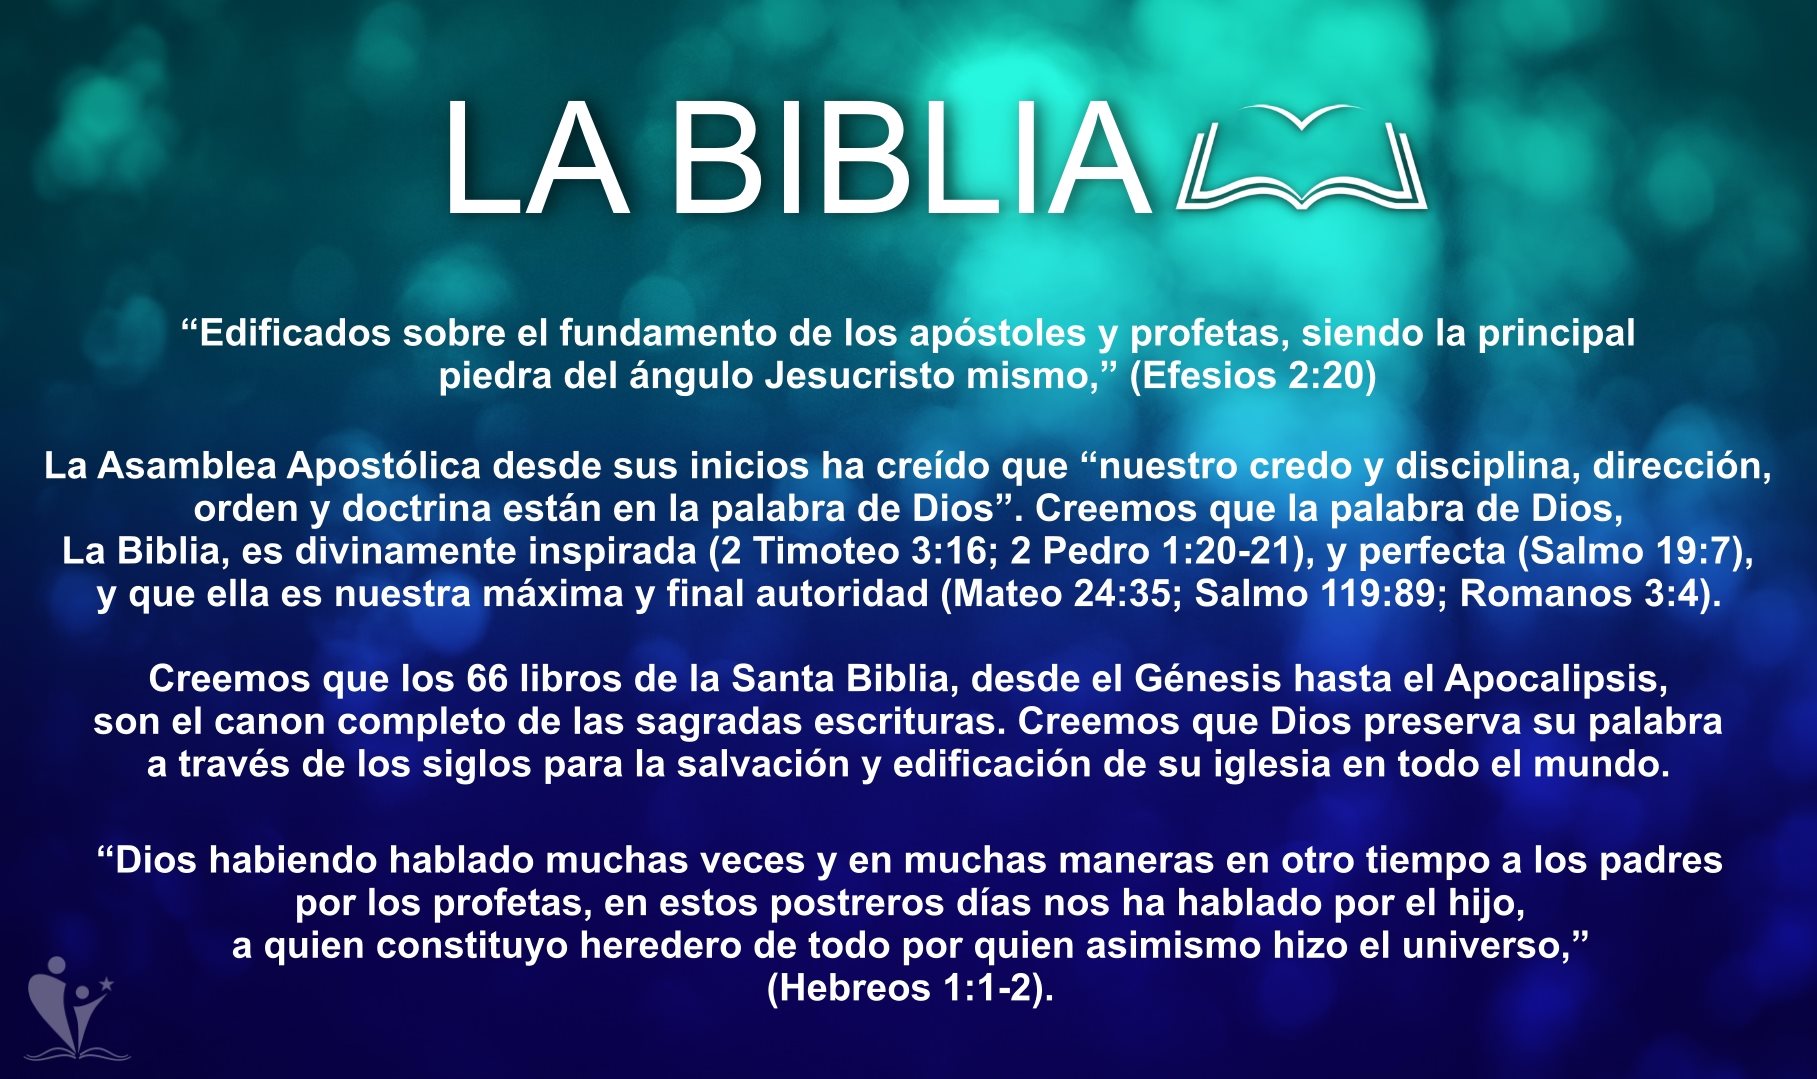 LA BIBLIA
“Edificados sobre el fundamento de los apóstoles y profetas, siendo la principal
piedra del ángulo Jesucristo mismo,” (Efesios 2:20)
La Asamblea Apostólica desde sus inicios ha creído que “nuestro credo y disciplina, dirección,
orden y doctrina están en la palabra de Dios”. Creemos que la palabra de Dios,
La Biblia, es divinamente inspirada (2 Timoteo 3:16; 2 Pedro 1:20-21), y perfecta (Salmo 19:7),
y que ella es nuestra máxima y final autoridad (Mateo 24:35; Salmo 119:89; Romanos 3:4).
Creemos que los 66 libros de la Santa Biblia, desde el Génesis hasta el Apocalipsis,
son el canon completo de las sagradas escrituras. Creemos que Dios preserva su palabra
a través de los siglos para la salvación y edificación de su iglesia en todo el mundo.
“Dios habiendo hablado muchas veces y en muchas maneras en otro tiempo a los padres
por los profetas, en estos postreros días nos ha hablado por el hijo,
a quien constituyo heredero de todo por quien asimismo hizo el universo,”
(Hebreos 1:1-2).